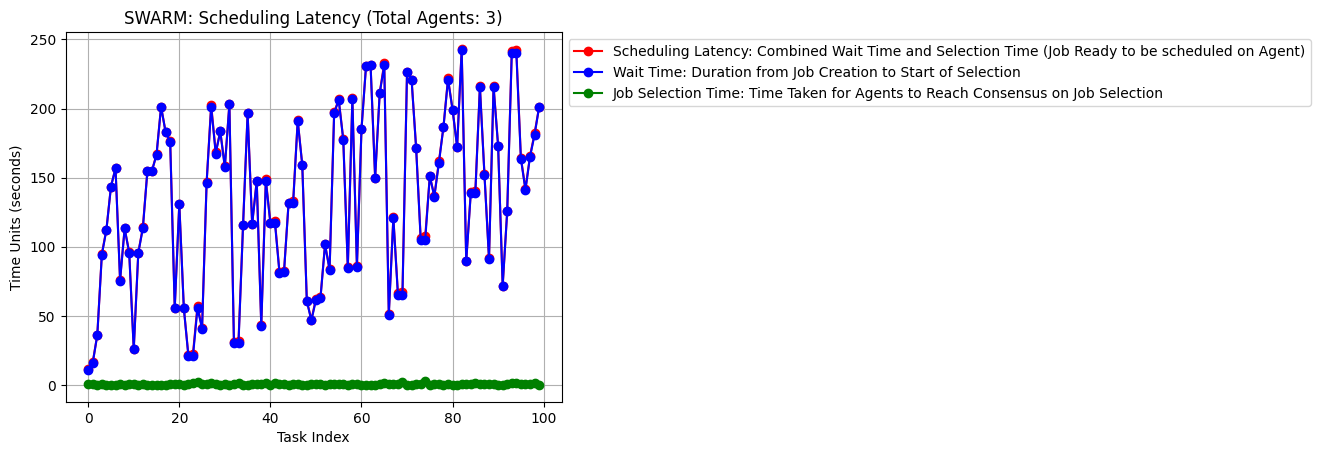 SWARM: Scheduling Latency (Total Agents: 3)
Scheduling Latency: Combined Wait Time and Selection Time (Job Ready to be scheduled on Agent)
Wait Time: Duration from Job Creation to Start of Selection
Job Selection Time: Time Taken for Agents to Reach Consensus on Job Selection
Time Units (seconds)
250
200
150
100
50
0
0 20 40 60 80 100
Task Index